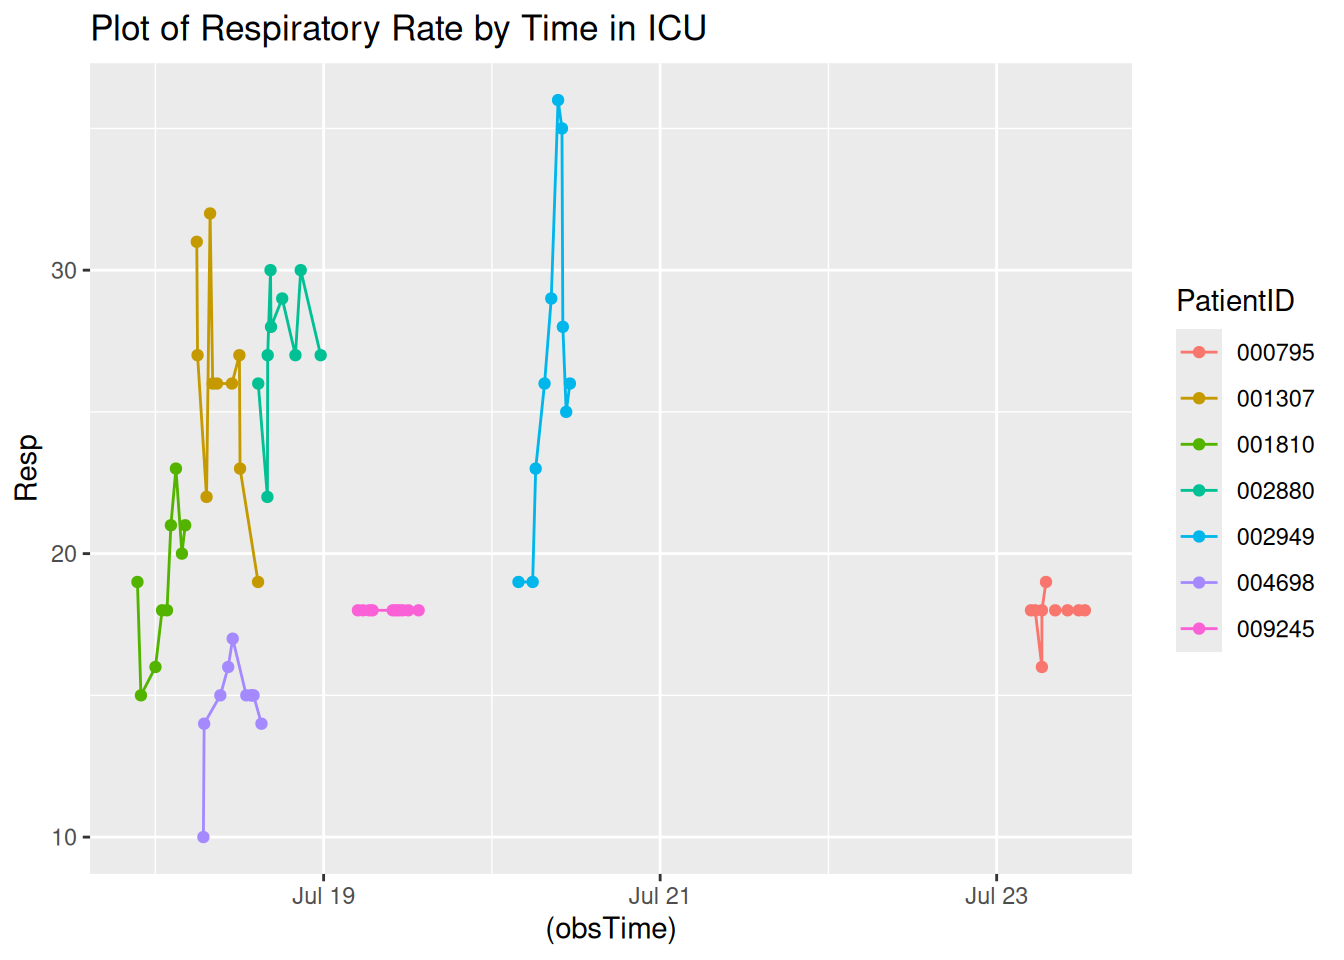 Plot of Respiratory Rate by Time in ICU
Resp
30
20
10
Jul 19
Jul 21
Jul 23
(obsTime)
PatientID
000795
001307
001810
002880
002949
004698
009245